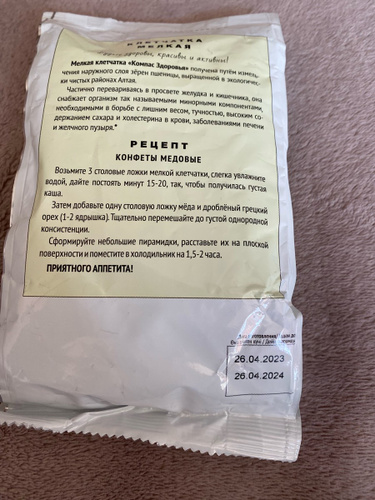 КЛЕТЧАТКА
МЕЛКАЯ
здоровы, красивы и активны!
Мелкая клетчатка «Компас Здоровья» получена путём измель-
чения наружного слоя зёрен пшеницы, выращенной в экологичес-
ки чистых районах Алтая.
Частично перевариваясь в просвете желудка и кишечника, она
снабжает организм так называемыми минорными компонентами,
необходимыми в борьбе с лишним весом, тучностью, высоким со-
держанием сахара и холестерина в крови, заболеваниями печени
и желчного пузыря.*
РЕЦЕПТ
КОНФЕТЫ МЕДОВЫЕ
Возьмите 3 столовые ложки мелкой клетчатки, слегка увлажните
водой, дайте постоять минут 15-20, так, чтобы получилась густая
каша.
Затем добавьте одну столовую ложку мёда и дроблёный грецкий
орех (1-2 ядрышка). Тщательно перемешайте до густой однородной
консистенции.
Сформируйте небольшие пирамидки, расставьте их на плоской
поверхности и поместите в холодильник на 1,5-2 часа.
ПРИЯТНОГО АППЕТИТА!
26.04.2023
26.04.2024